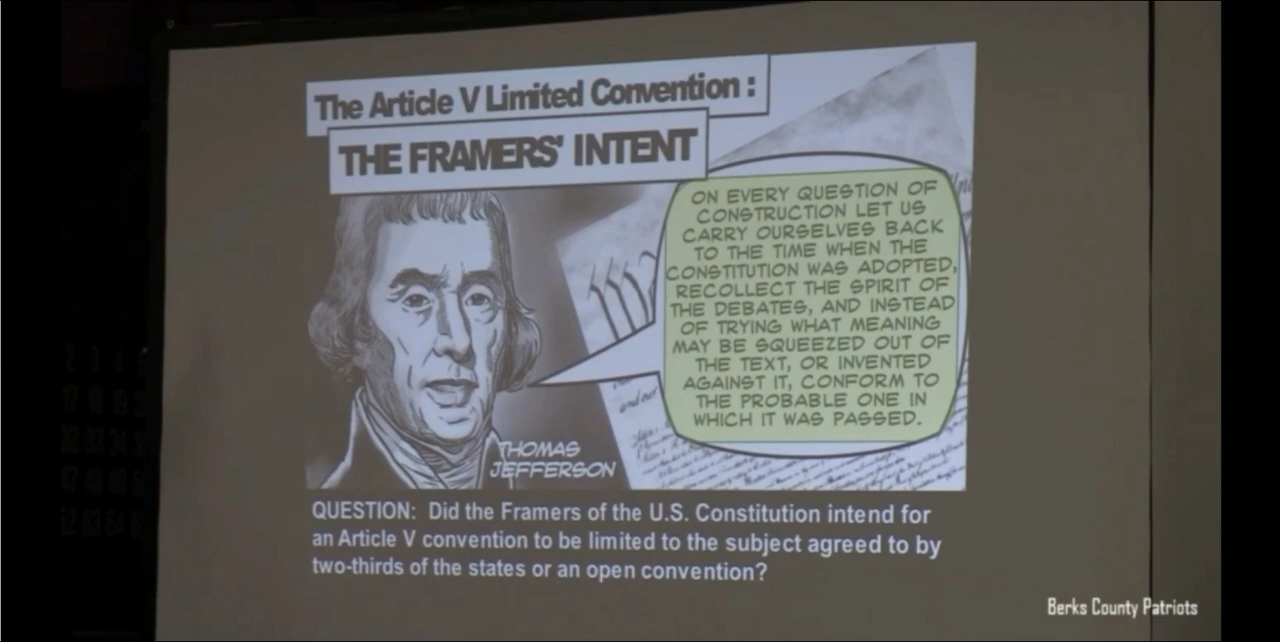 The Article V Limited Convention :
THE FRAMERS' INTENT
ON EVERY QUESTION OF
CONSTRUCTION LET US
CARRY OURSELVES BACK
TO THE TIME WHEN THE
CONSTITUTION WAS ADOPTED,
RECOLLECT THE SPIRIT OF
THE DEBATES, AND INSTEAD
OF TRYING WHAT MEANING
MAY BE SQUEEZED OUT OF
THE TEXT, OR INVENTED
AGAINST IT, CONFORM TO
THE PROBABLE ONE IN
WHICH IT WAS PASSED.
THOMAS
JEFFERSON
QUESTION: Did the Framers of the U.S. Constitution intend for
an Article V convention to be limited to the subject agreed to by
two-thirds of the states or an open convention?
Berks County Patriots